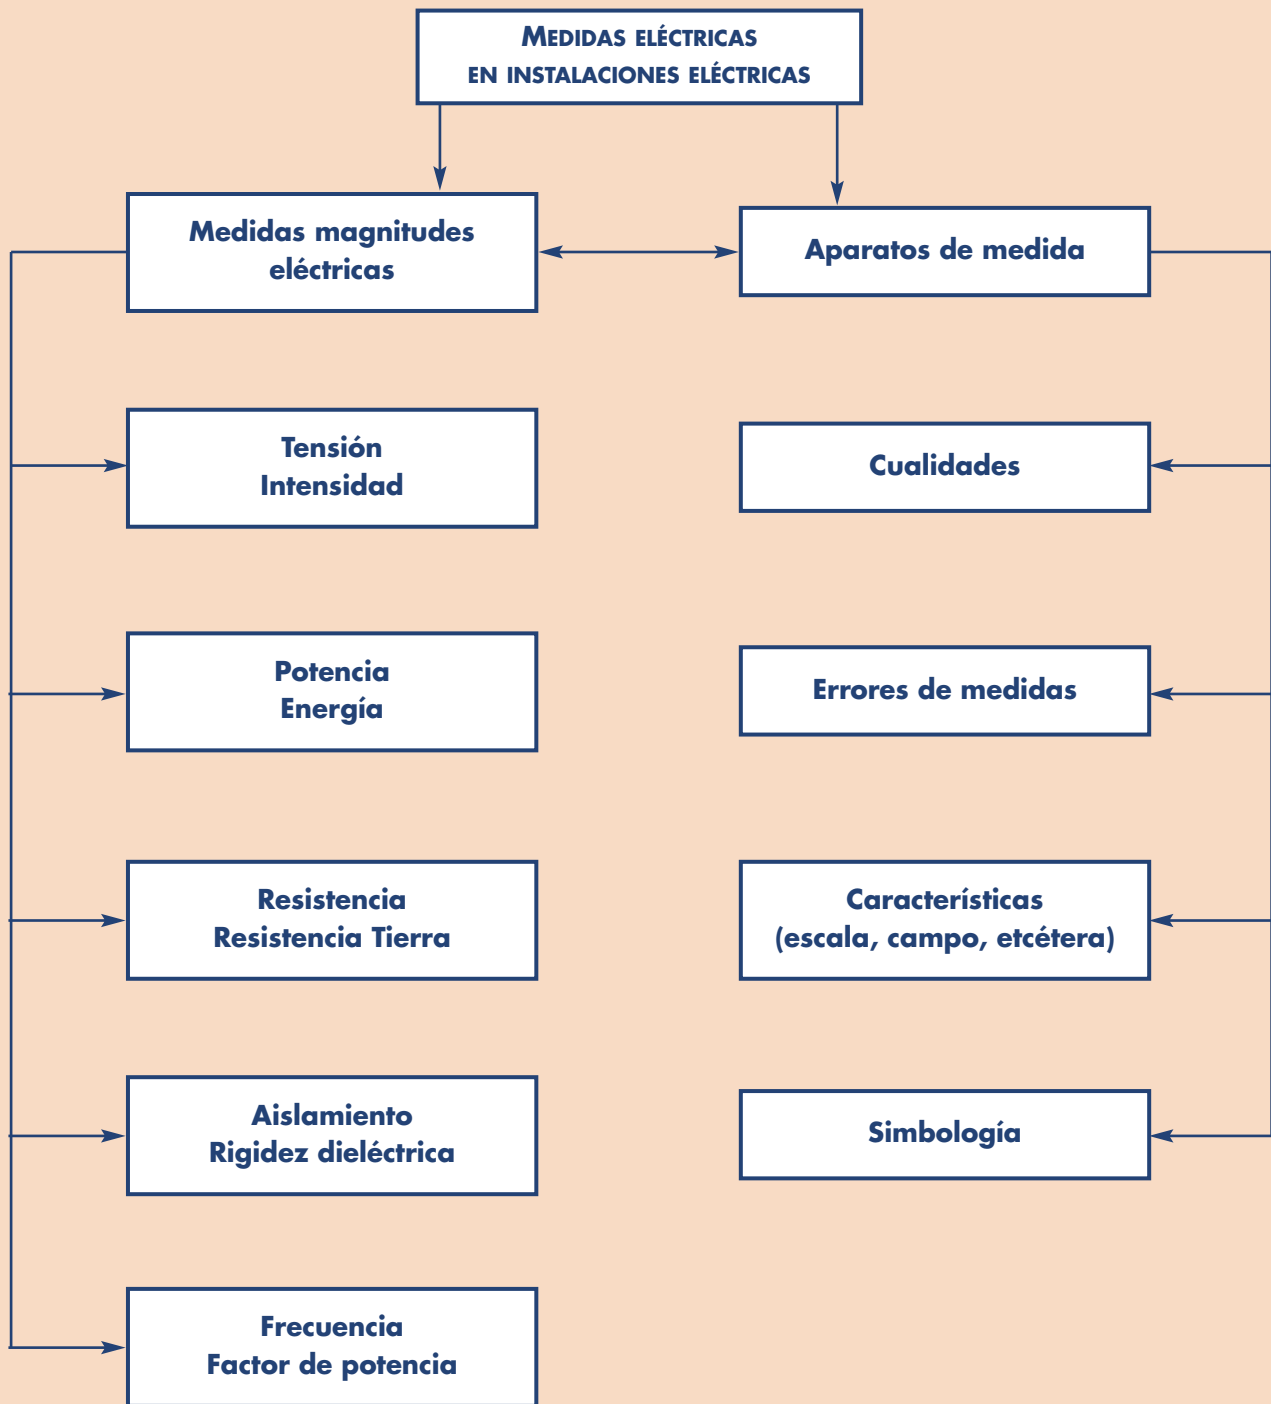 MEDIDAS ELÉCTRICAS
EN INSTALACIONES ELÉCTRICAS
Medidas magnitudes
eléctricas
Aparatos de medida
Tensión
Intensidad
Cualidades
Potencia
Energía
Errores de medidas
Resistencia
Resistencia Tierra
Característísticas
(escala, campo, etcétera)
Aislamiento
Rigidez dieléctrica
Simbología
Frecuencia
Factor de potencia